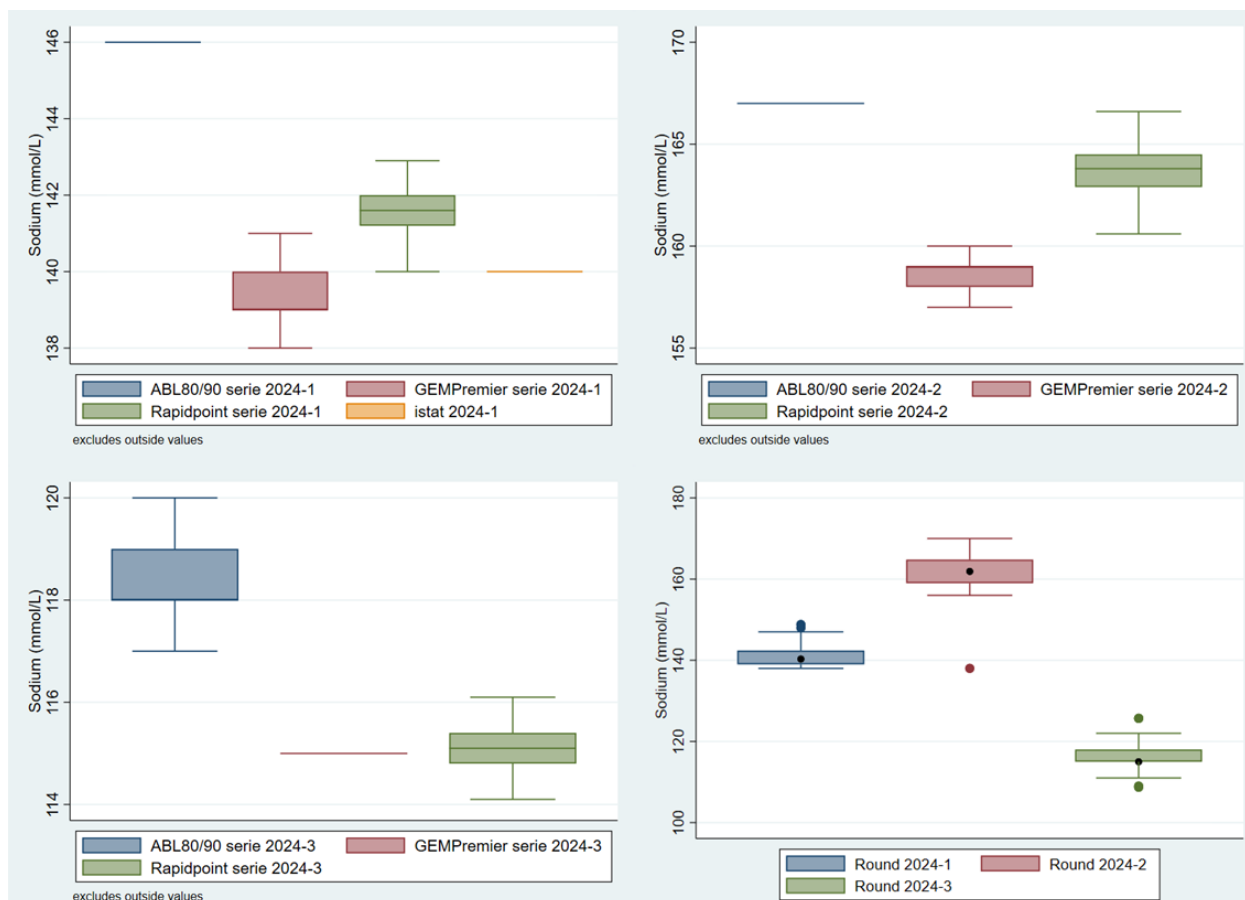 Sodium (mmol/L)
146
144
142
140
138
ABL80/90 serie 2024-1
GEMPremier serie 2024-1
Rapidpoint serie 2024-1
istat 2024-1
excludes outside values
Sodium (mmol/L)
170
165
160
155
ABL80/90 serie 2024-2
GEMPremier serie 2024-2
Rapidpoint serie 2024-2
excludes outside values
Sodium (mmol/L)
120
118
116
114
ABL80/90 serie 2024-3
GEMPremier serie 2024-3
Rapidpoint serie 2024-3
excludes outside values
Sodium (mmol/L)
180
160
140
120
100
Round 2024-1
Round 2024-2
Round 2024-3